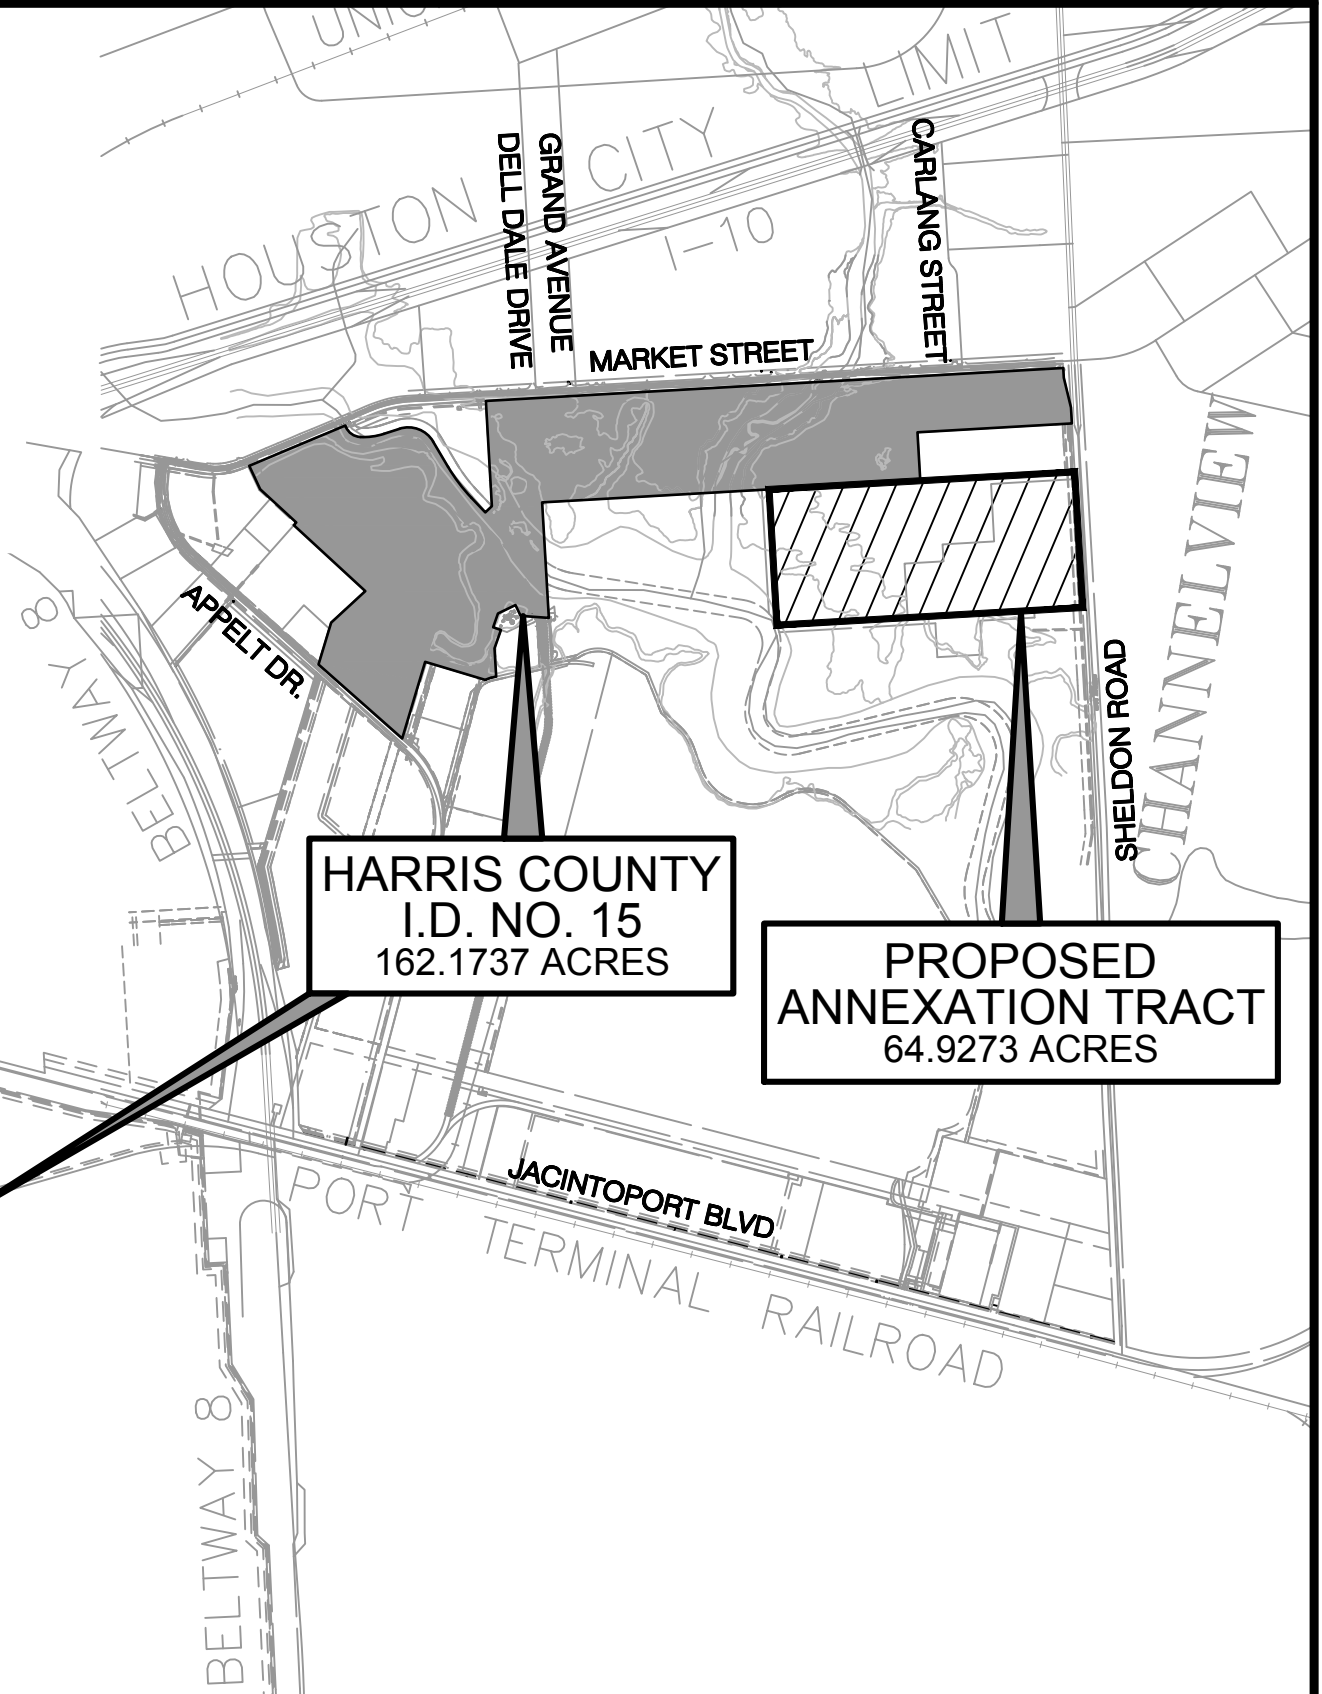 UNIO
HOUSTON CITY LIMIT
I-10
DELL DALE DRIVE
GRAND AVENUE
CARLANG STREET
MARKET STREET
CHANNELVIEW
BELTWAY 8
APPELT DR.
SHELDON ROAD
HARRIS COUNTY
I.D. NO. 15
162.1737 ACRES
PROPOSED
ANNEXATION TRACT
64.9273 ACRES
JACINTOPORT BLVD
PORT TERMINAL RAILROAD
BELTWAY 8